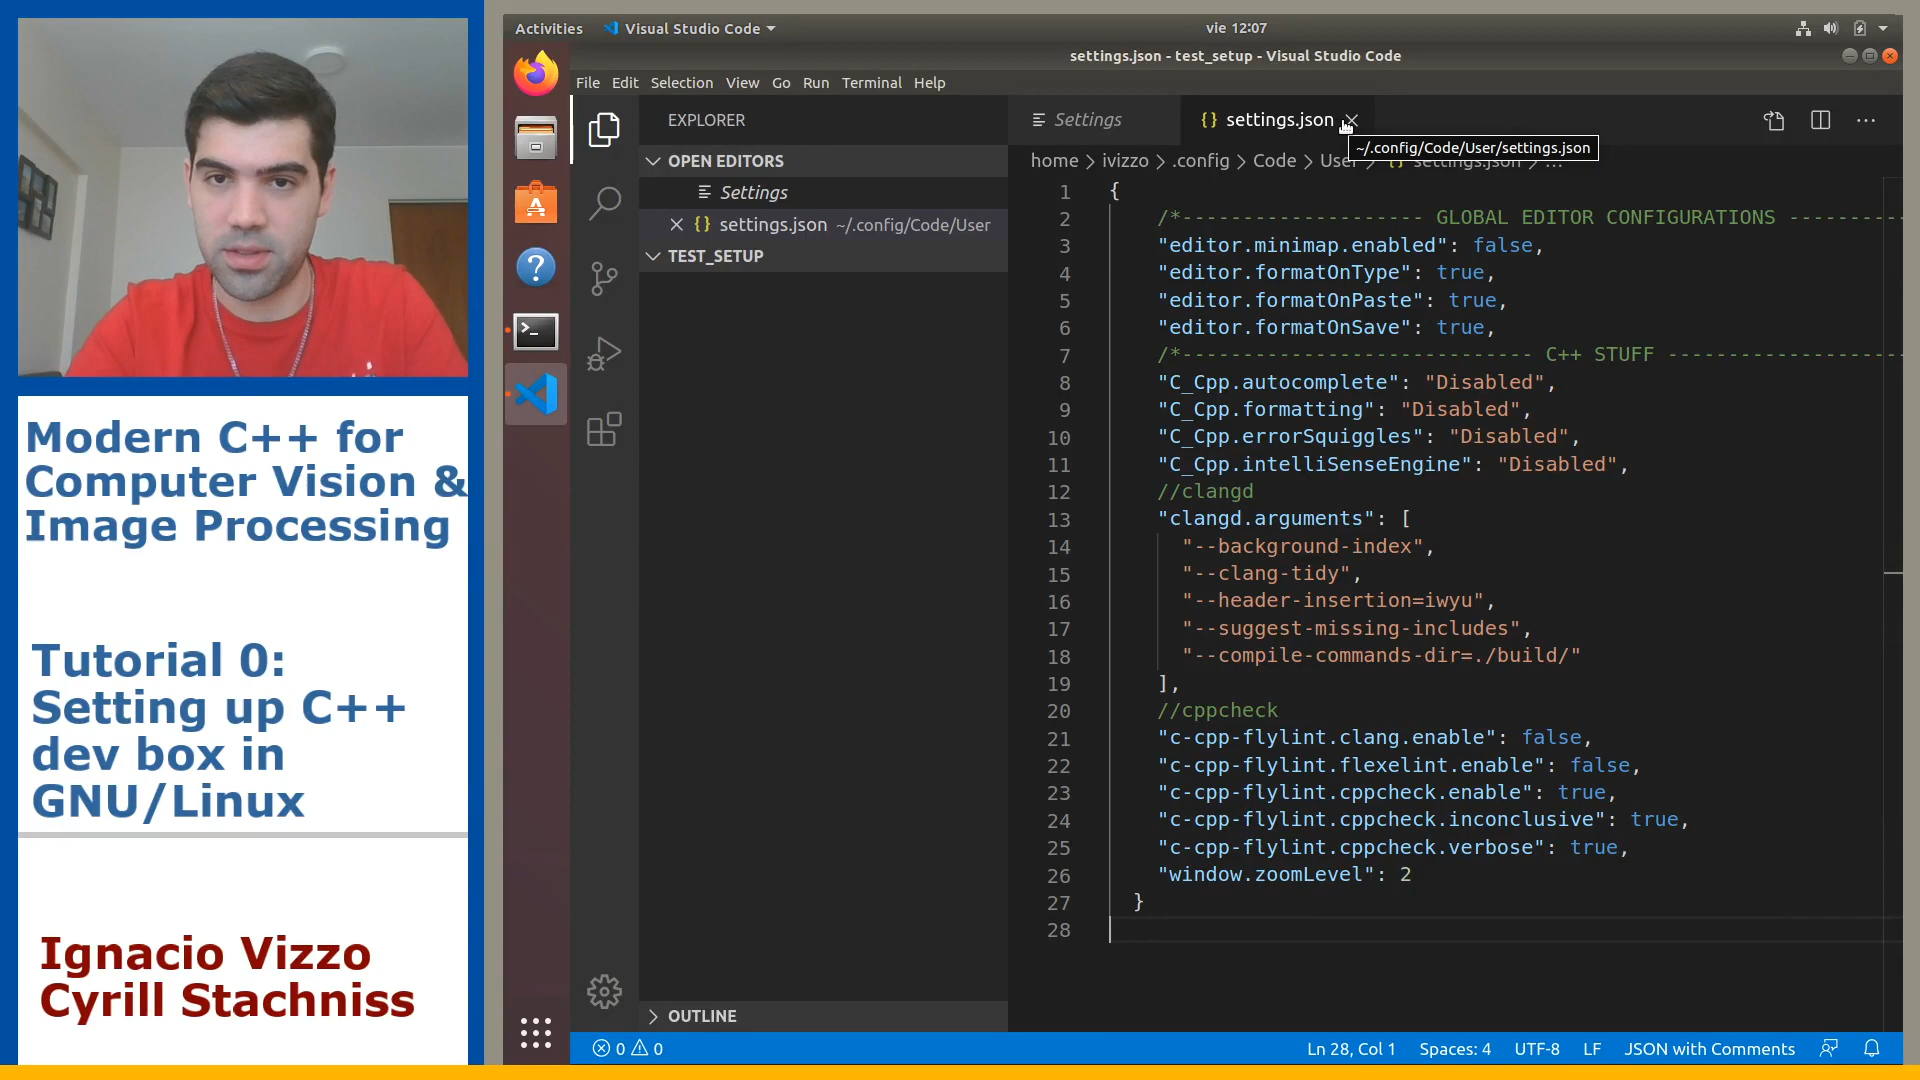 Modern C++ for
Computer Vision &
Image Processing
Tutorial 0:
Setting up C++
dev box in
GNU/Linux
Ignacio Vizzo
Cyrill Stachniss
Activities
Visual Studio Code
vie 12:07
settings.json - test_setup - Visual Studio Code
File Edit Selection View Go Run Terminal Help
EXPLORER
OPEN EDITORS
Settings
settings.json ~/.config/Code/User
TEST_SETUP
OUTLINE
Settings
settings.json
~/.config/Code/User/settings.json
home > ivizzo > .config > Code > User > {} settings.json > ...
1 {
2 /*-------------------- GLOBAL EDITOR CONFIGURATIONS ----------
3 "editor.minimap.enabled": false,
4 "editor.formatOnType": true,
5 "editor.formatOnPaste": true,
6 "editor.formatOnSave": true,
7 /*----------------------------- C++ STUFF --------------------
8 "C_Cpp.autocomplete": "Disabled",
9 "C_Cpp.formatting": "Disabled",
10 "C_Cpp.errorSquiggles": "Disabled",
11 "C_Cpp.intelliSenseEngine": "Disabled",
12 //clangd
13 "clangd.arguments": [
14 "--background-index",
15 "--clang-tidy",
16 "--header-insertion=iwyu",
17 "--suggest-missing-includes",
18 "--compile-commands-dir=./build/"
19 ],
20 //cppcheck
21 "c-cpp-flylint.clang.enable": false,
22 "c-cpp-flylint.flexelint.enable": false,
23 "c-cpp-flylint.cppcheck.enable": true,
24 "c-cpp-flylint.cppcheck.inconclusive": true,
25 "c-cpp-flylint.cppcheck.verbose": true,
26 "window.zoomLevel": 2
27 }
28
0 0
Ln 28, Col 1 Spaces: 4 UTF-8 LF JSON with Comments